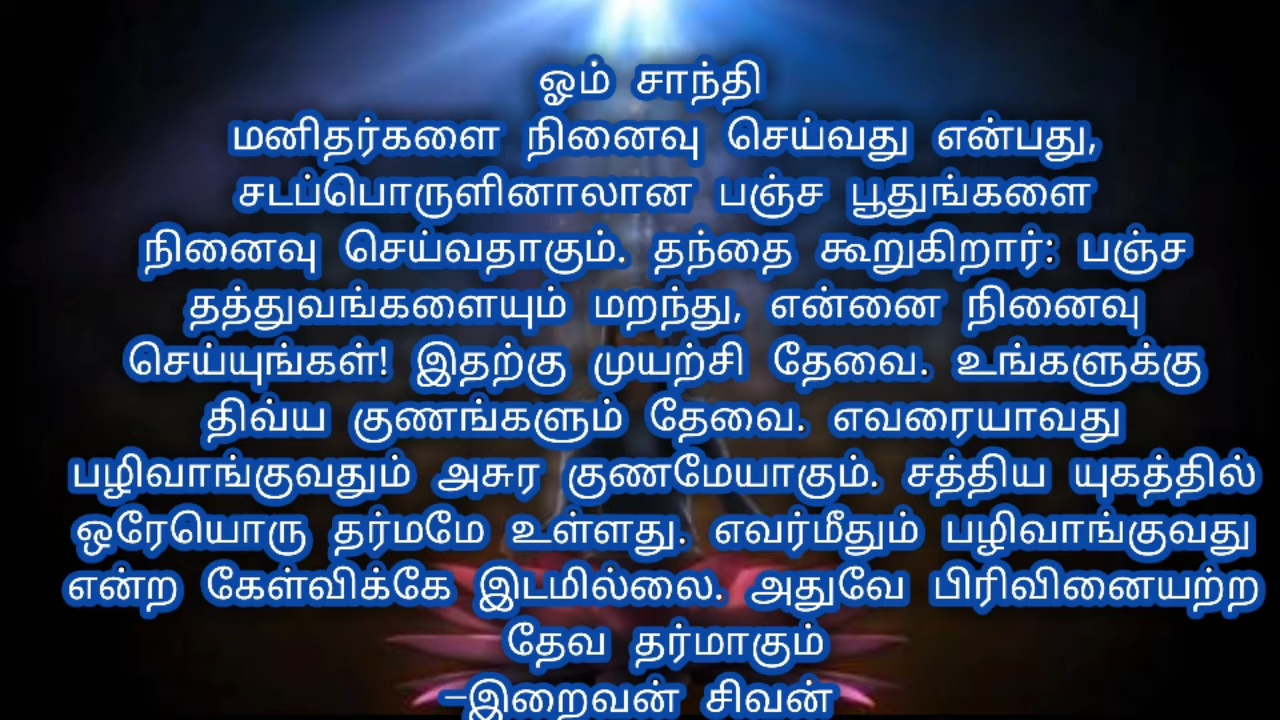 ஓம் சாந்தி
மனிதர்களை நினைவு செய்வது என்பது,
சடப்பொருளினாலான பஞ்ச பூதுங்களை
நினைவு செய்வதாகும். தந்தை கூறுகிறார்: பஞ்ச
தத்துவங்களையும் மறந்து, என்னை நினைவு
செய்யுங்கள்! இதற்கு முயற்சி தேவை. உங்களுக்கு
திவ்ய குணங்களும் தேவை. எவரையாவது
பழிவாங்குவதும் அசுர குணமேயாகும். சத்திய யுகத்தில்
ஒரேயொரு தர்மமே உள்ளது. எவர்மீதும் பழிவாங்குவது
என்ற கேள்விக்கே இடமில்லை. அதுவே பிரிவினையற்ற
தேவ தர்மாகும்
–இறைவன் சிவன்